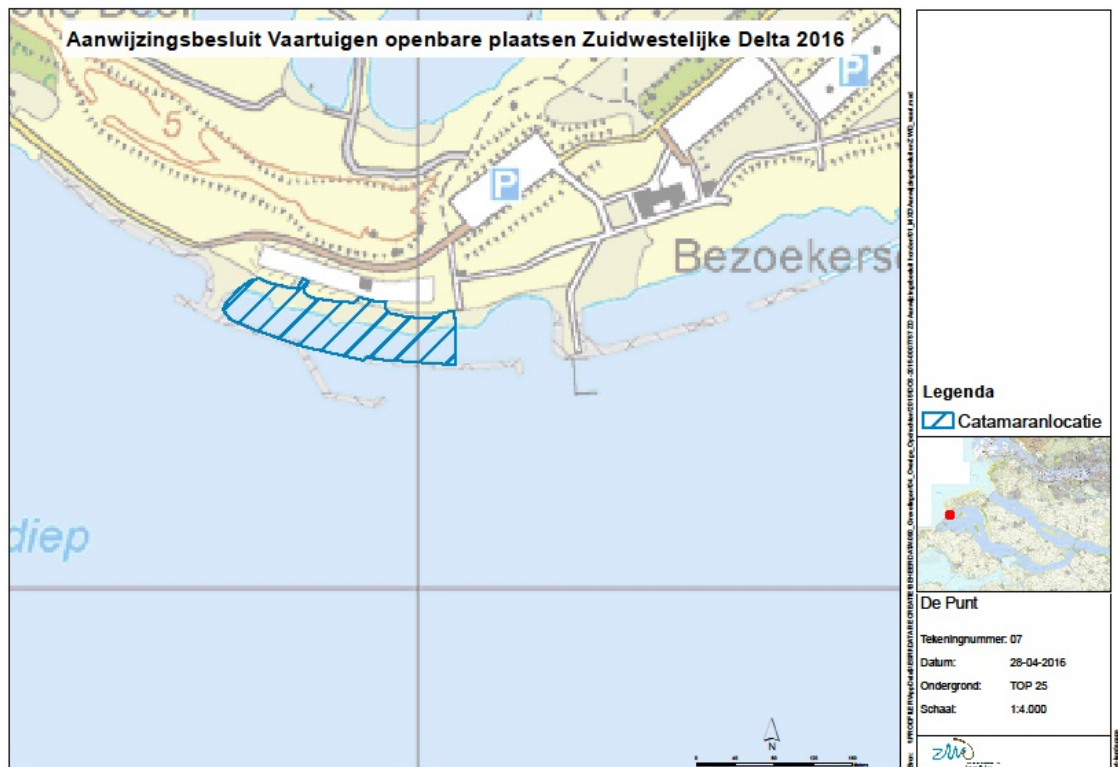 Aanwijzingsbesluit Vaartuigen openbare plaatsen Zuidwestelijke Delta 2016
P
5
P
Bezoekers
diep
N
Legenda
Catamaranlocatie
De Punt
Tekeningnummer: 07
Datum: 28-04-2016
Ondergrond: TOP 25
Schaal: 1:4.000